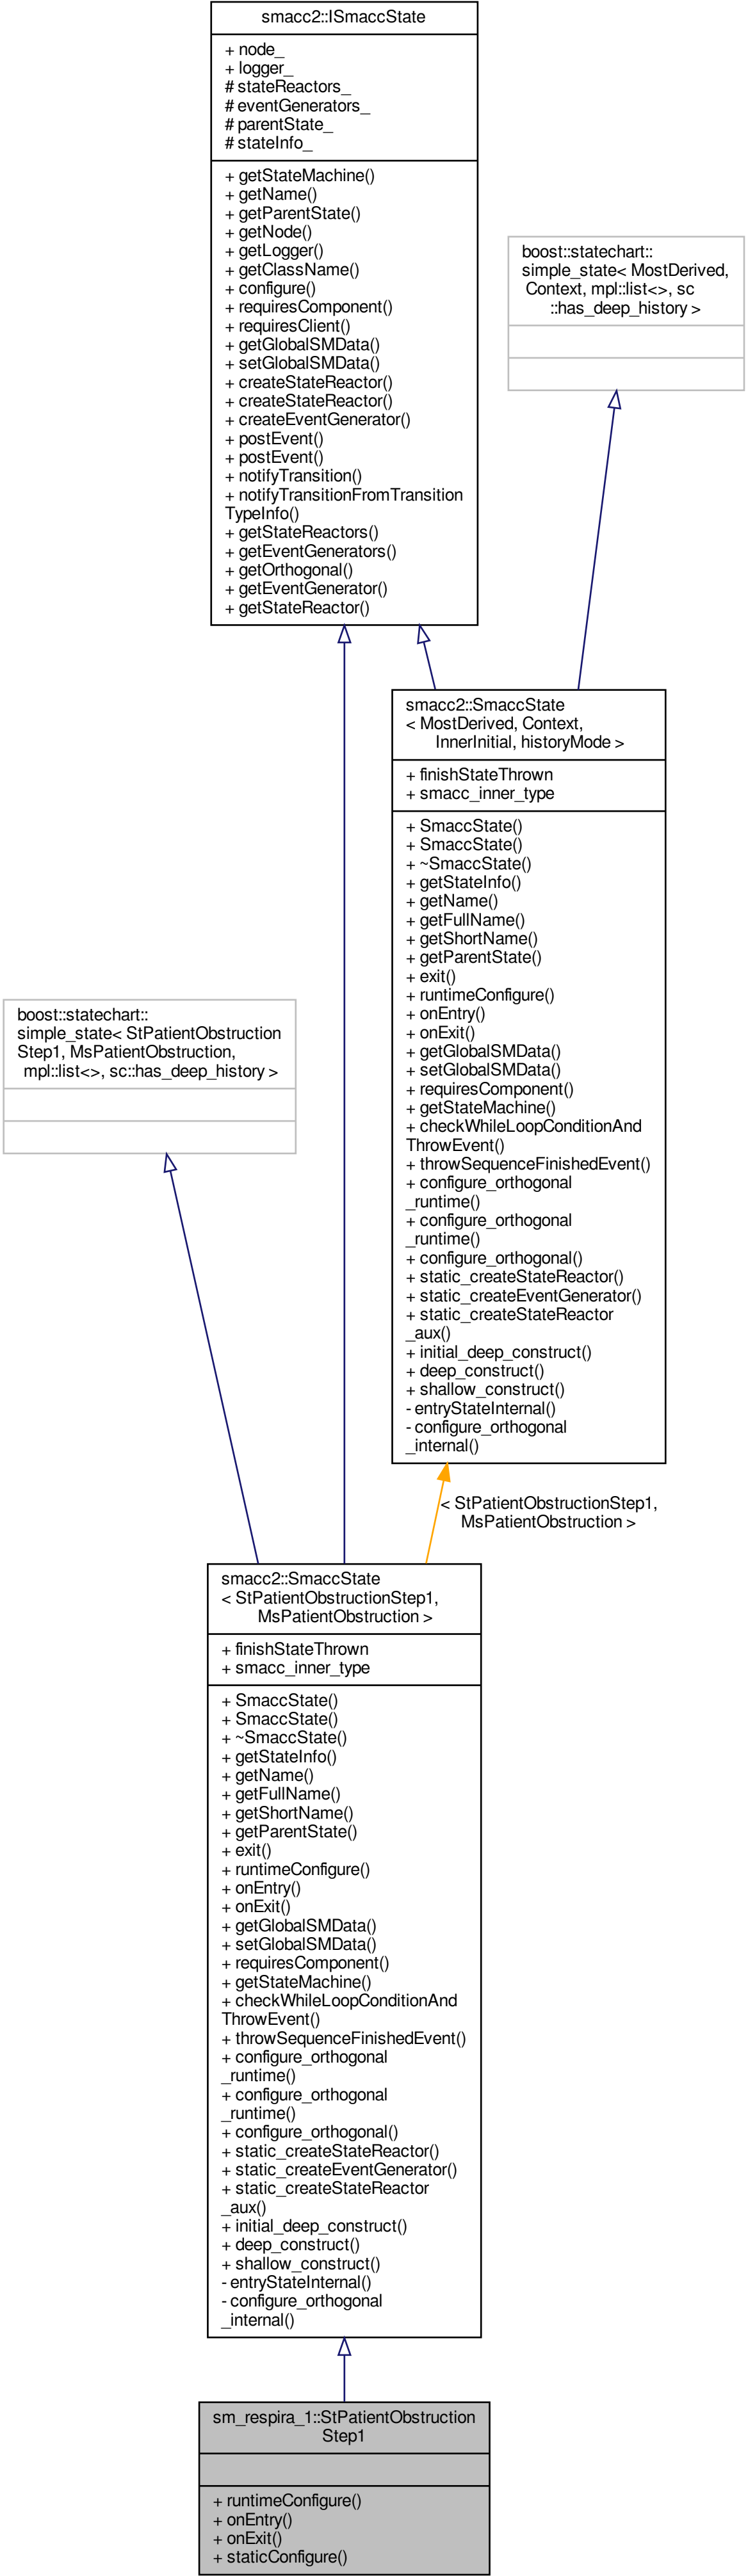 smacc2::ISmaccState
+ node_
+ logger_
# stateReactors_
# eventGenerators_
# parentState_
# stateInfo_
+ getStateMachine()
+ getName()
+ getParentState()
+ getNode()
+ getLogger()
+ getClassName()
+ configure()
+ requiresComponent()
+ requiresClient()
+ getGlobalSMData()
+ setGlobalSMData()
+ createStateReactor()
+ createStateReactor()
+ createEventGenerator()
+ postEvent()
+ postEvent()
+ notifyTransition()
+ notifyTransitionFromTransition
TypeInfo()
+ getStateReactors()
+ getEventGenerators()
+ getOrthogonal()
+ getEventGenerator()
+ getStateReactor()
boost::statechart::
simple_state< MostDerived,
Context, mpl::list<>, sc
::has_deep_history >
smacc2::SmaccState
< MostDerived, Context,
InnerInitial, historyMode >
+ finishStateThrown
+ smacc_inner_type
+ SmaccState()
+ SmaccState()
+ ~SmaccState()
+ getStateInfo()
+ getName()
+ getFullName()
+ getShortName()
+ getParentState()
+ exit()
+ runtimeConfigure()
+ onEntry()
+ onExit()
+ getGlobalSMData()
+ setGlobalSMData()
+ requiresComponent()
+ getStateMachine()
+ checkWhileLoopConditionAnd
ThrowEvent()
+ throwSequenceFinishedEvent()
+ configure_orthogonal
_runtime()
+ configure_orthogonal
_runtime()
+ configure_orthogonal()
+ static_createStateReactor()
+ static_createEventGenerator()
+ static_createStateReactor
_aux()
+ initial_deep_construct()
+ deep_construct()
+ shallow_construct()
- entryStateInternal()
- configure_orthogonal
_internal()
boost::statechart::
simple_state< StPatientObstruction
Step1, MsPatientObstruction,
mpl::list<>, sc::has_deep_history >
< StPatientObstructionStep1,
MsPatientObstruction >
smacc2::SmaccState
< StPatientObstructionStep1,
MsPatientObstruction >
+ finishStateThrown
+ smacc_inner_type
+ SmaccState()
+ SmaccState()
+ ~SmaccState()
+ getStateInfo()
+ getName()
+ getFullName()
+ getShortName()
+ getParentState()
+ exit()
+ runtimeConfigure()
+ onEntry()
+ onExit()
+ getGlobalSMData()
+ setGlobalSMData()
+ requiresComponent()
+ getStateMachine()
+ checkWhileLoopConditionAnd
ThrowEvent()
+ throwSequenceFinishedEvent()
+ configure_orthogonal
_runtime()
+ configure_orthogonal
_runtime()
+ configure_orthogonal()
+ static_createStateReactor()
+ static_createEventGenerator()
+ static_createStateReactor
_aux()
+ initial_deep_construct()
+ deep_construct()
+ shallow_construct()
- entryStateInternal()
- configure_orthogonal
_internal()
sm_respira_1::StPatientObstruction
Step1
+ runtimeConfigure()
+ onEntry()
+ onExit()
+ staticConfigure()